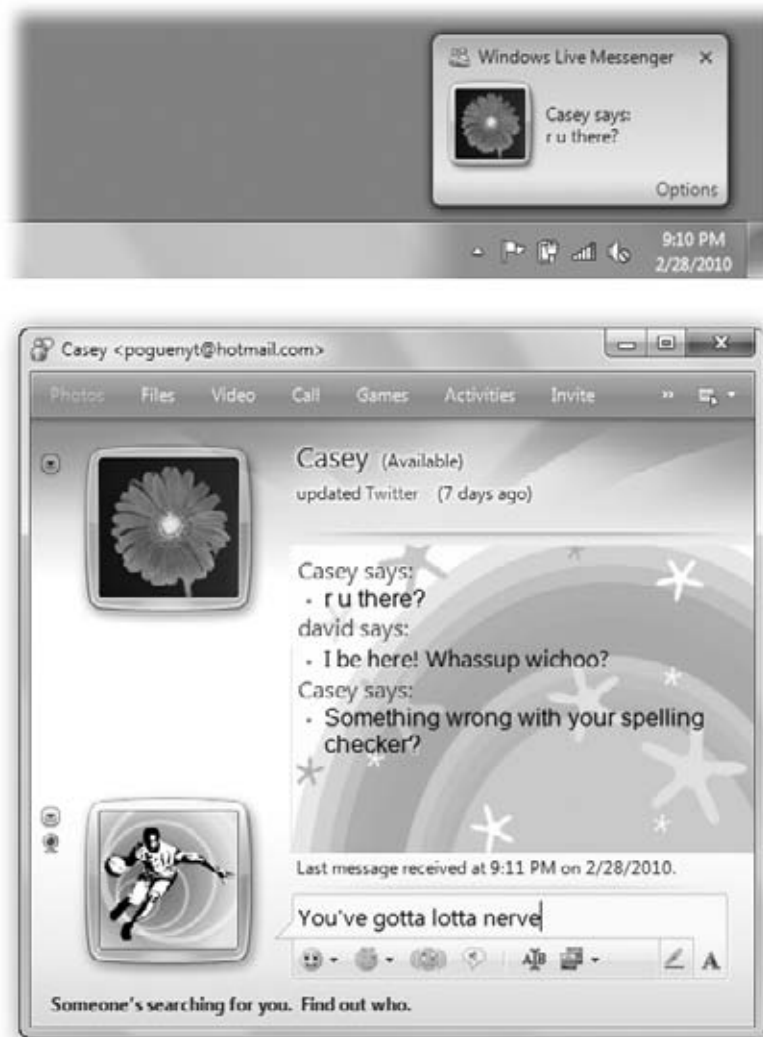 Windows Live Messenger
Casey says:
r u there?
Options
9:10 PM
2/28/2010
Casey <poguenyt@hotmail.com>
Photos Files Video Call Games Activities Invite »
Casey (Available)
updated Twitter (7 days ago)
Casey says:
· r u there?
david says:
· I be here! Whassup wichoo?
Casey says:
· Something wrong with your spelling
checker?
Last message received at 9:11 PM on 2/28/2010.
You've gotta lotta nerve
A
Someone's searching for you. Find out who.